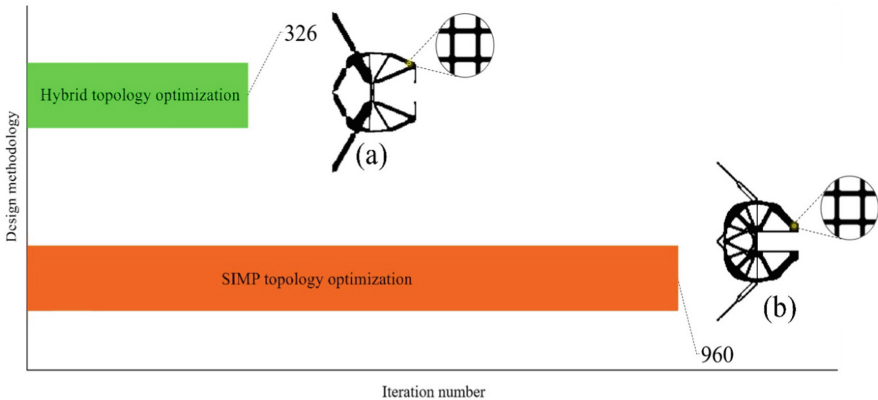 326
Hybrid topology optimization
(a)
Design methodology
SIMP topology optimization
(b)
960
Iteration number